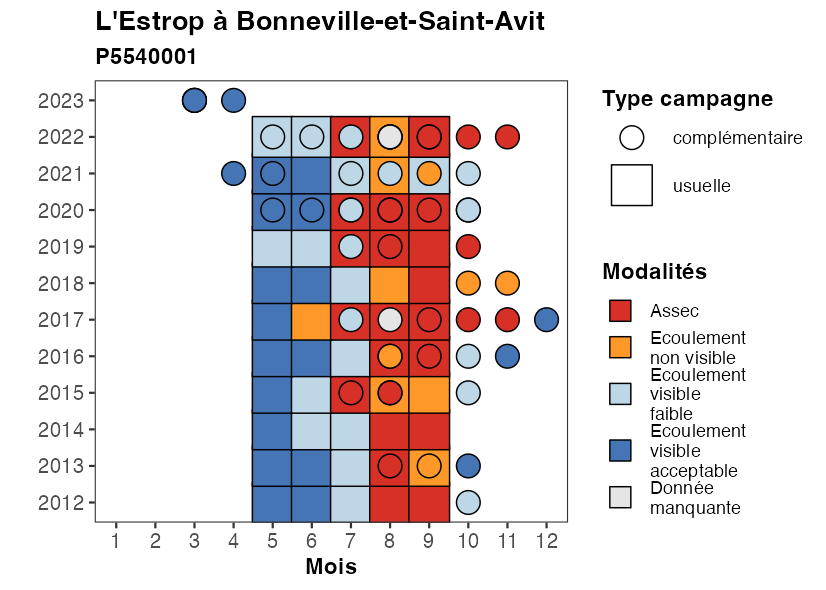 L'Estrop à Bonneville-et-Saint-Avit
P5540001
2023
2022
2021
2020
2019
2018
2017
2016
2015
2014
2013
2012
1 2 3 4 5 6 7 8 9 10 11 12
Mois
Type campagne
complémentaire
usuelle
Modalités
Assec
Ecoulement
non visible
Ecoulement
visible
faible
Ecoulement
visible
acceptable
Donnée
manquante